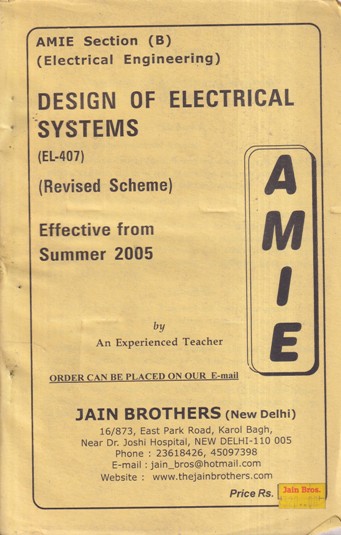 AMIE Section (B)
(Electrical Engineering)
DESIGN OF ELECTRICAL
SYSTEMS
(EL-407)
(Revised Scheme)
Effective from
Summer 2005
AMIE
by
An Experienced Teacher
ORDER CAN BE PLACED ON OUR E-mail
JAIN BROTHERS (New Delhi)
16/873, East Park Road, Karol Bagh,
Near Dr. Joshi Hospital, NEW DELHI-110 005
Phone : 23618426, 45097398
E-mail : jain_bros@hotmail.com
Website : www.thejainbrothers.com
Price Rs.
Jain Bros.